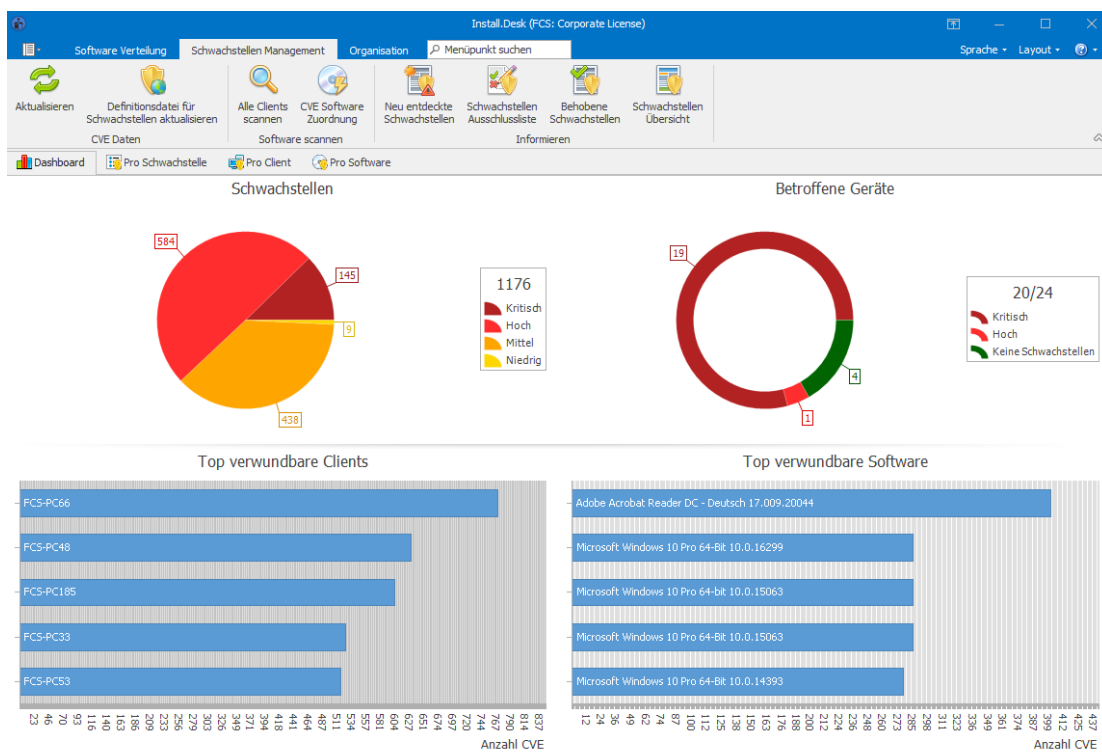 Install.Desk (FCS: Corporate License)
Software Verteilung
Schwachstellen Management
Organisation
Menüpunkt suchen
Sprache
Layout
Aktualisieren
Definitionsdatei für
Schwachstellen aktualisieren
Alle Clients
scannen
CVE Software
Zuordnung
Neu entdeckte
Schwachstellen
Schwachstellen
Ausschlussliste
Behobene
Schwachstellen
Schwachstellen
Übersicht
CVE Daten
Software scannen
Informieren
Dashboard
Pro Schwachstelle
Pro Client
Pro Software
Schwachstellen
584
145
9
438
1176
Kritisch
Hoch
Mittel
Niedrig
Betroffene Geräte
19
4
1
20/24
Kritisch
Hoch
Keine Schwachstellen
Top verwundbare Clients
FCS-PC66
FCS-PC48
FCS-PC185
FCS-PC33
FCS-PC53
23 46 70 93 116 140 163 186 209 233 256 279 303 326 349 371 394 418 441 464 487 511 534 557 581 604 627 651 674 697 720 744 767 790 814 837
Anzahl CVE
Top verwundbare Software
Adobe Acrobat Reader DC - Deutsch 17.009.20044
Microsoft Windows 10 Pro 64-Bit 10.0.16299
Microsoft Windows 10 Pro 64-bit 10.0.15063
Microsoft Windows 10 Pro 64-Bit 10.0.15063
Microsoft Windows 10 Pro 64-Bit 10.0.14393
12 24 36 49 62 74 87 100 112 125 138 150 163 176 188 200 212 224 236 248 260 273 285 298 311 323 336 349 361 374 387 399 412 425 437
Anzahl CVE